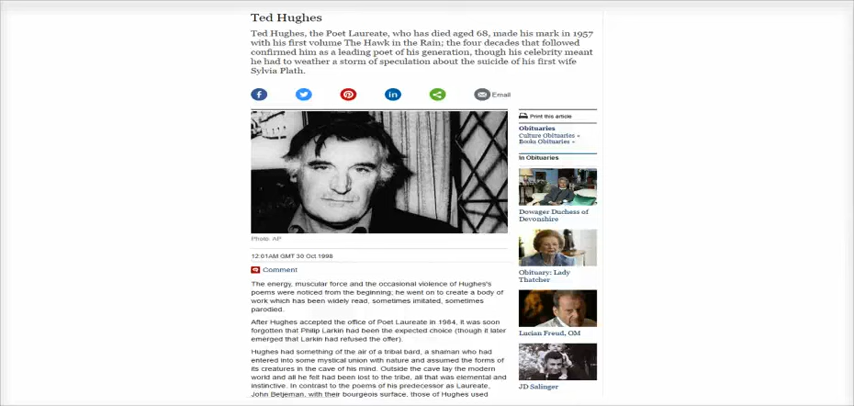 Ted Hughes
Ted Hughes, the Poet Laureate, who has died aged 68, made his mark in 1957
with his first volume The Hawk in the Rain; the four decades that followed
confirmed him as a leading poet of his generation, though his celebrity meant
he had to weather a storm of speculation about the suicide of his first wife
Sylvia Plath.
Email
Print this article
Obituaries
Culture Obituaries »
Books Obituaries »
In Obituaries
Dowager Duchess of
Devonshire
Obituary: Lady
Thatcher
Lucian Freud, OM
JD Salinger
Photo: AP
12:01AM GMT 30 Oct 1998
Comment
The energy, muscular force and the occasional violence of Hughes's
poems were noticed from the beginning; he went on to create a body of
work which has been widely read, sometimes imitated, sometimes
parodied.
After Hughes accepted the office of Poet Laureate in 1984, it was soon
forgotten that Philip Larkin had been the expected choice (though it later
emerged that Larkin had refused the offer).
Hughes had something of the air of a tribal bard, a shaman who had
entered into some mystical union with nature and assumed the forms of
its creatures in the cave of his mind. Outside the cave lay the modern
world and all he felt had been lost to the tribe, all that was elemental and
instinctive. In contrast to the poems of his predecessor as Laureate,
John Betjeman, with their bourgeois surface, those of Hughes used